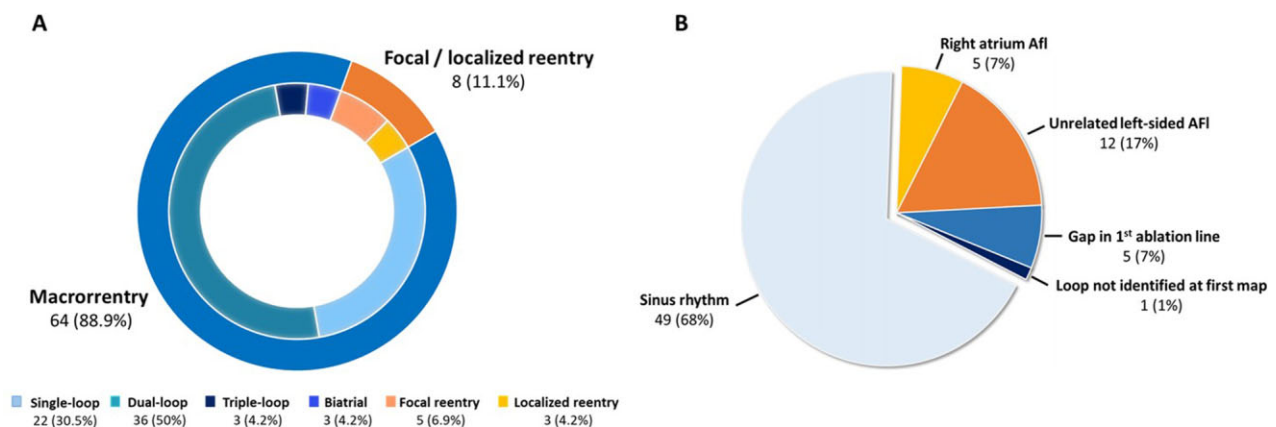 A
Focal / localized reentry
8 (11.1%)
Macrorrentry
64 (88.9%)
Single-loop
22 (30.5%)
Dual-loop
36 (50%)
Triple-loop
3 (4.2%)
Biatrial
3 (4.2%)
Focal reentry
5 (6.9%)
Localized reentry
3 (4.2%)
B
Right atrium Afl
5 (7%)
Unrelated left-sided AFl
12 (17%)
Gap in 1st ablation line
5 (7%)
Loop not identified at first map
1 (1%)
Sinus rhythm
49 (68%)